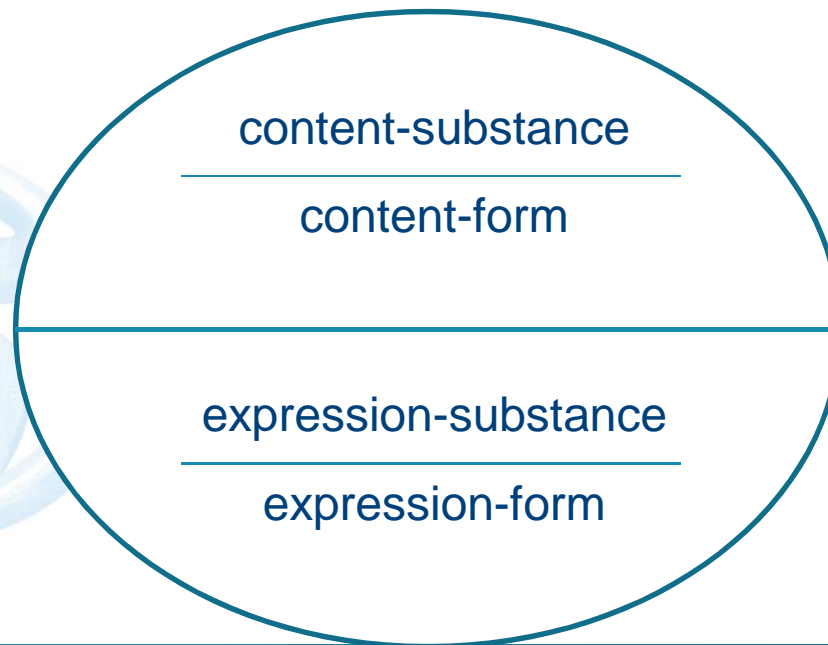 content-substance
content-form
expression-substance
expression-form